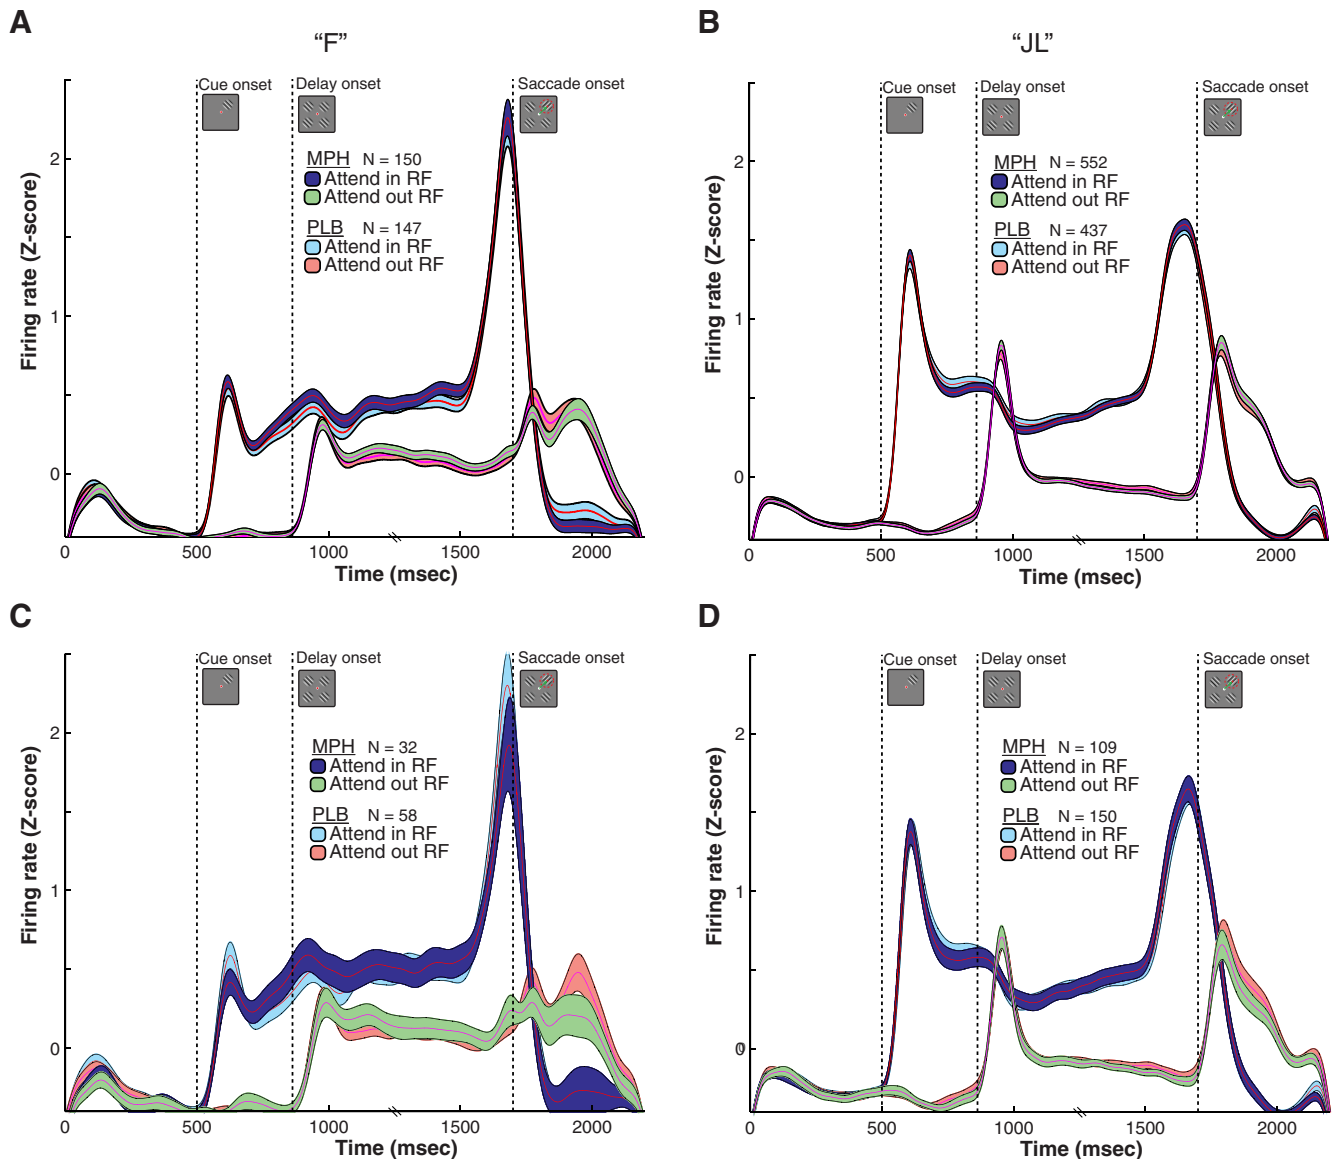 A
“F”
Cue onset
Delay onset
Saccade onset
MPH N = 150
Attend in RF
Attend out RF
PLB N = 147
Attend in RF
Attend out RF
Firing rate (Z-score)
2
1
0
0
500
1000
1500
2000
Time (msec)
B
“JL”
Cue onset
Delay onset
Saccade onset
MPH N = 552
Attend in RF
Attend out RF
PLB N = 437
Attend in RF
Attend out RF
Firing rate (Z-score)
2
1
0
0
500
1000
1500
2000
Time (msec)
C
Cue onset
Delay onset
Saccade onset
MPH N = 32
Attend in RF
Attend out RF
PLB N = 58
Attend in RF
Attend out RF
Firing rate (Z-score)
2
1
0
0
500
1000
1500
2000
Time (msec)
D
Cue onset
Delay onset
Saccade onset
MPH N = 109
Attend in RF
Attend out RF
PLB N = 150
Attend in RF
Attend out RF
Firing rate (Z-score)
2
1
0
0
500
1000
1500
2000
Time (msec)